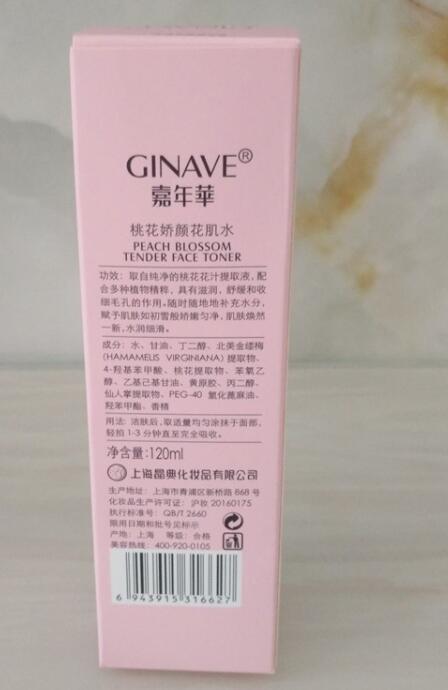 GINAVE®
嘉年華
桃花娇颜花肌水
PEACH BLOSSOM
TENDER FACE TONER
功效：取自纯净的桃花花汁提取液，配
合多种植物精粹，具有滋润，舒缓和收
细毛孔的作用。随时随地地补充水分，
赋予肌肤如初雪般娇嫩匀净，肌肤焕然
一新，水润细滑。
成分：水、甘油、丁二醇、北美金缕梅
(HAMAMELIS VIRGINIANA) 提取物、
4-羟基苯甲酸、桃花提取物、苯氧乙
醇、乙基己基甘油、黄原胶、丙二醇、
仙人掌提取物、PEG-40 氢化蓖麻油、
羟苯甲酯、香精
用法：洁肤后，取适量均匀涂抹于面部，
轻拍 1-3 分钟直至完全吸收。
净含量:120ml
上海晶典化妆品有限公司
生产地址：上海市青浦区新桥路 868 号
化妆品生产许可证：沪妆 20160175
执行标准号：QB/T 2660
限用日期和批号见标示
产地：上海 等级：合格
美容热线：400-920-0105
6 943915 316627